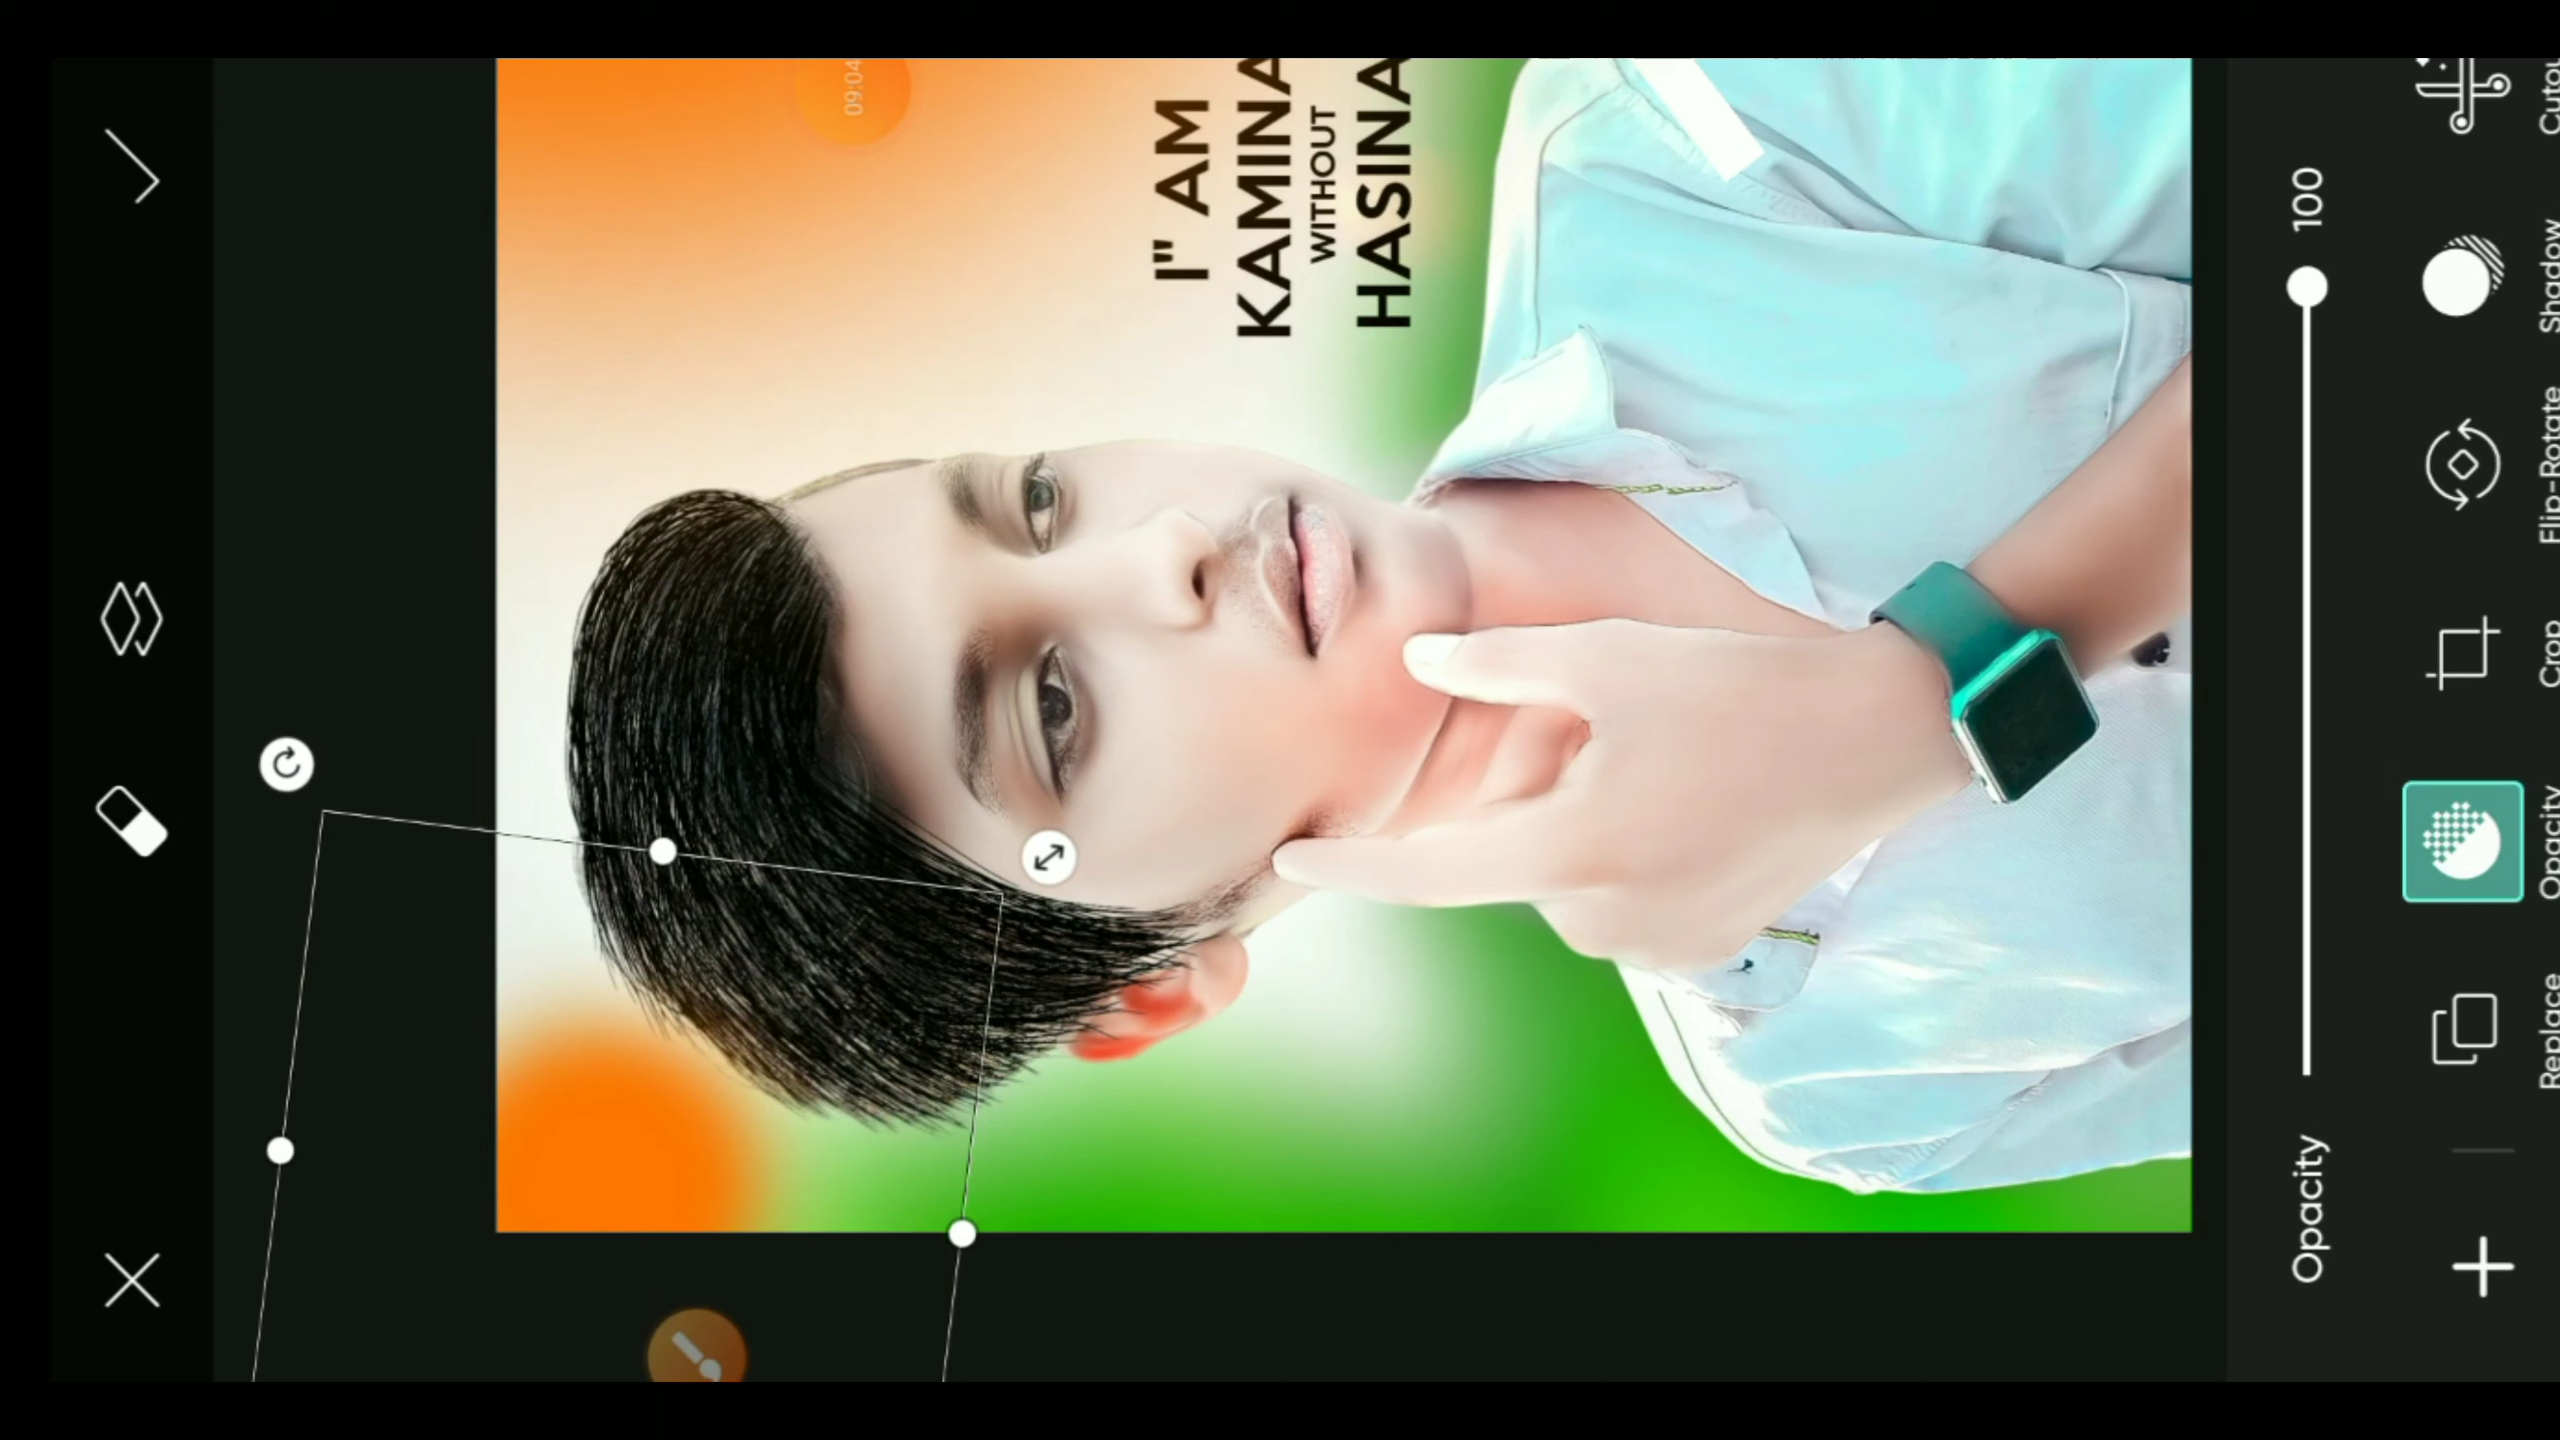 09:04
I" AM
KAMINA
WITHOUT
HASINA
Opacity 100
Replace
Opacity
Crop
Flip-Rotate
Shadow